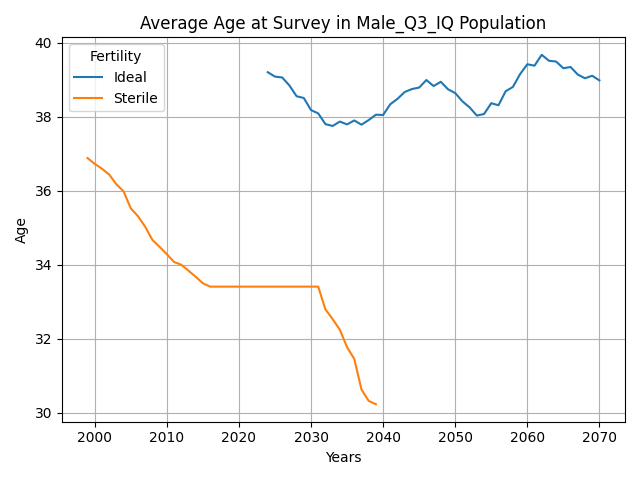 Average Age at Survey in Male_Q3_IQ Population
Fertility
Ideal
Sterile
Age
40
38
36
34
32
30
2000 2010 2020 2030 2040 2050 2060 2070
Years